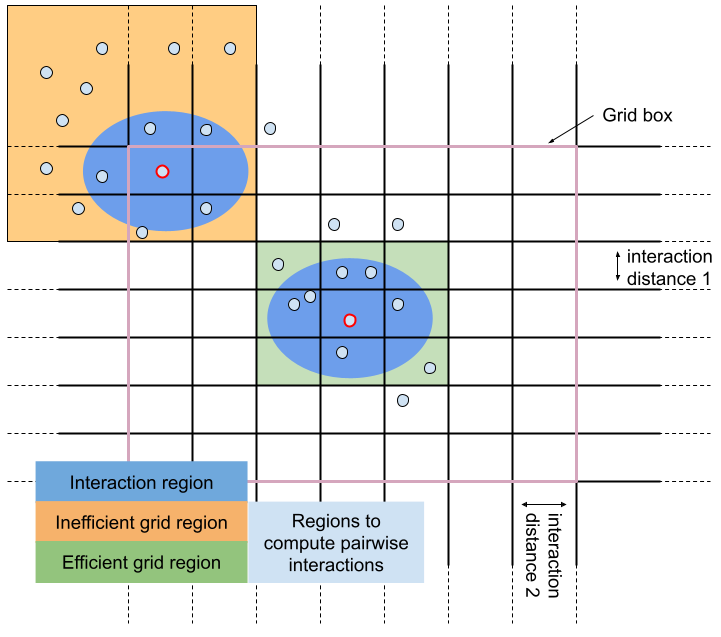 Grid box
interaction
distance 1
Interaction region
Inefficient grid region
Efficient grid region
Regions to
compute pairwise
interactions
interaction
distance 2